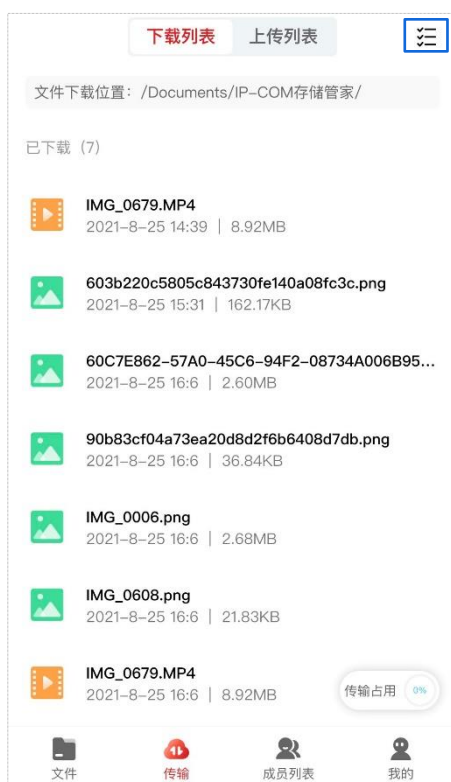 下载列表 上传列表
文件下载位置：/Documents/IP-COM存储管家/
已下载（7）
IMG_0679.MP4
2021-8-25 14:39 | 8.92MB
603b220c5805c843730fe140a08fc3c.png
2021-8-25 15:31 | 162.17KB
60C7E862-57A0-45C6-94F2-08734A006B95...
2021-8-25 16:6 | 2.60MB
90b83cf04a73ea20d8d2f6b6408d7db.png
2021-8-25 16:6 | 36.84KB
IMG_0006.png
2021-8-25 16:6 | 2.68MB
IMG_0608.png
2021-8-25 16:6 | 21.83KB
IMG_0679.MP4
2021-8-25 16:6 | 8.92MB
传输占用 0%
文件 传输 成员列表 我的